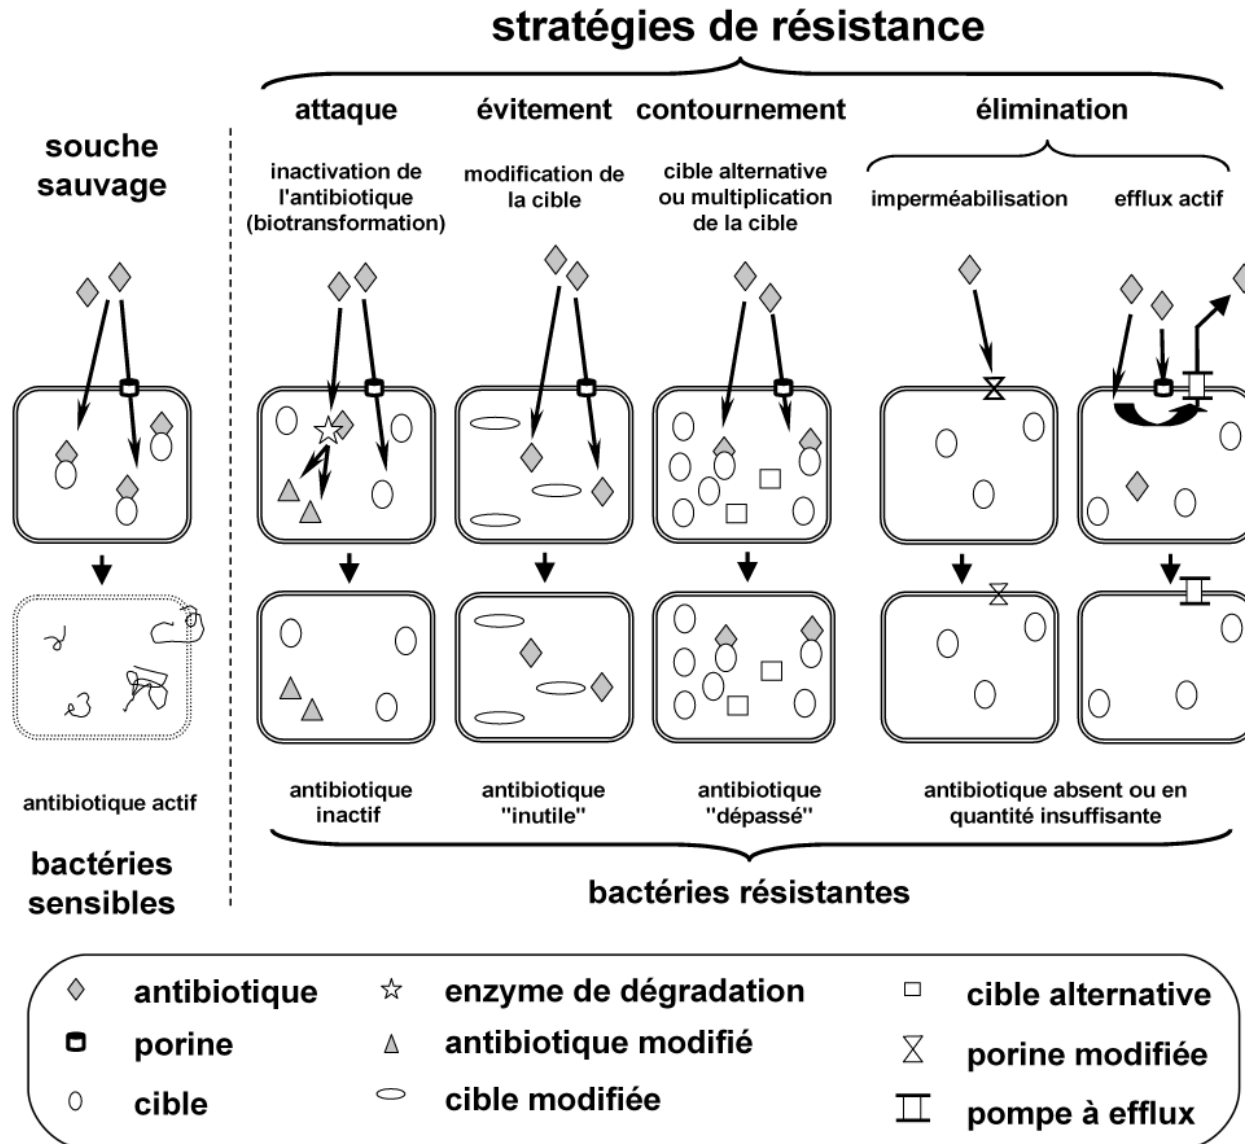 stratégies de résistance
souche
sauvage
attaque
inactivation de
l'antibiotique
(biotransformation)
évitement
modification de
la cible
contournement
cible alternative
ou multiplication
de la cible
élimination
imperméabilisation
efflux actif
antibiotique actif
bactéries
sensibles
antibiotique
inactif
antibiotique
"inutile"
antibiotique
"dépassé"
antibiotique absent ou en
quantité insuffisante
bactéries résistantes
antibiotique
porine
cible
enzyme de dégradation
antibiotique modifié
cible modifiée
cible alternative
porine modifiée
pompe à efflux